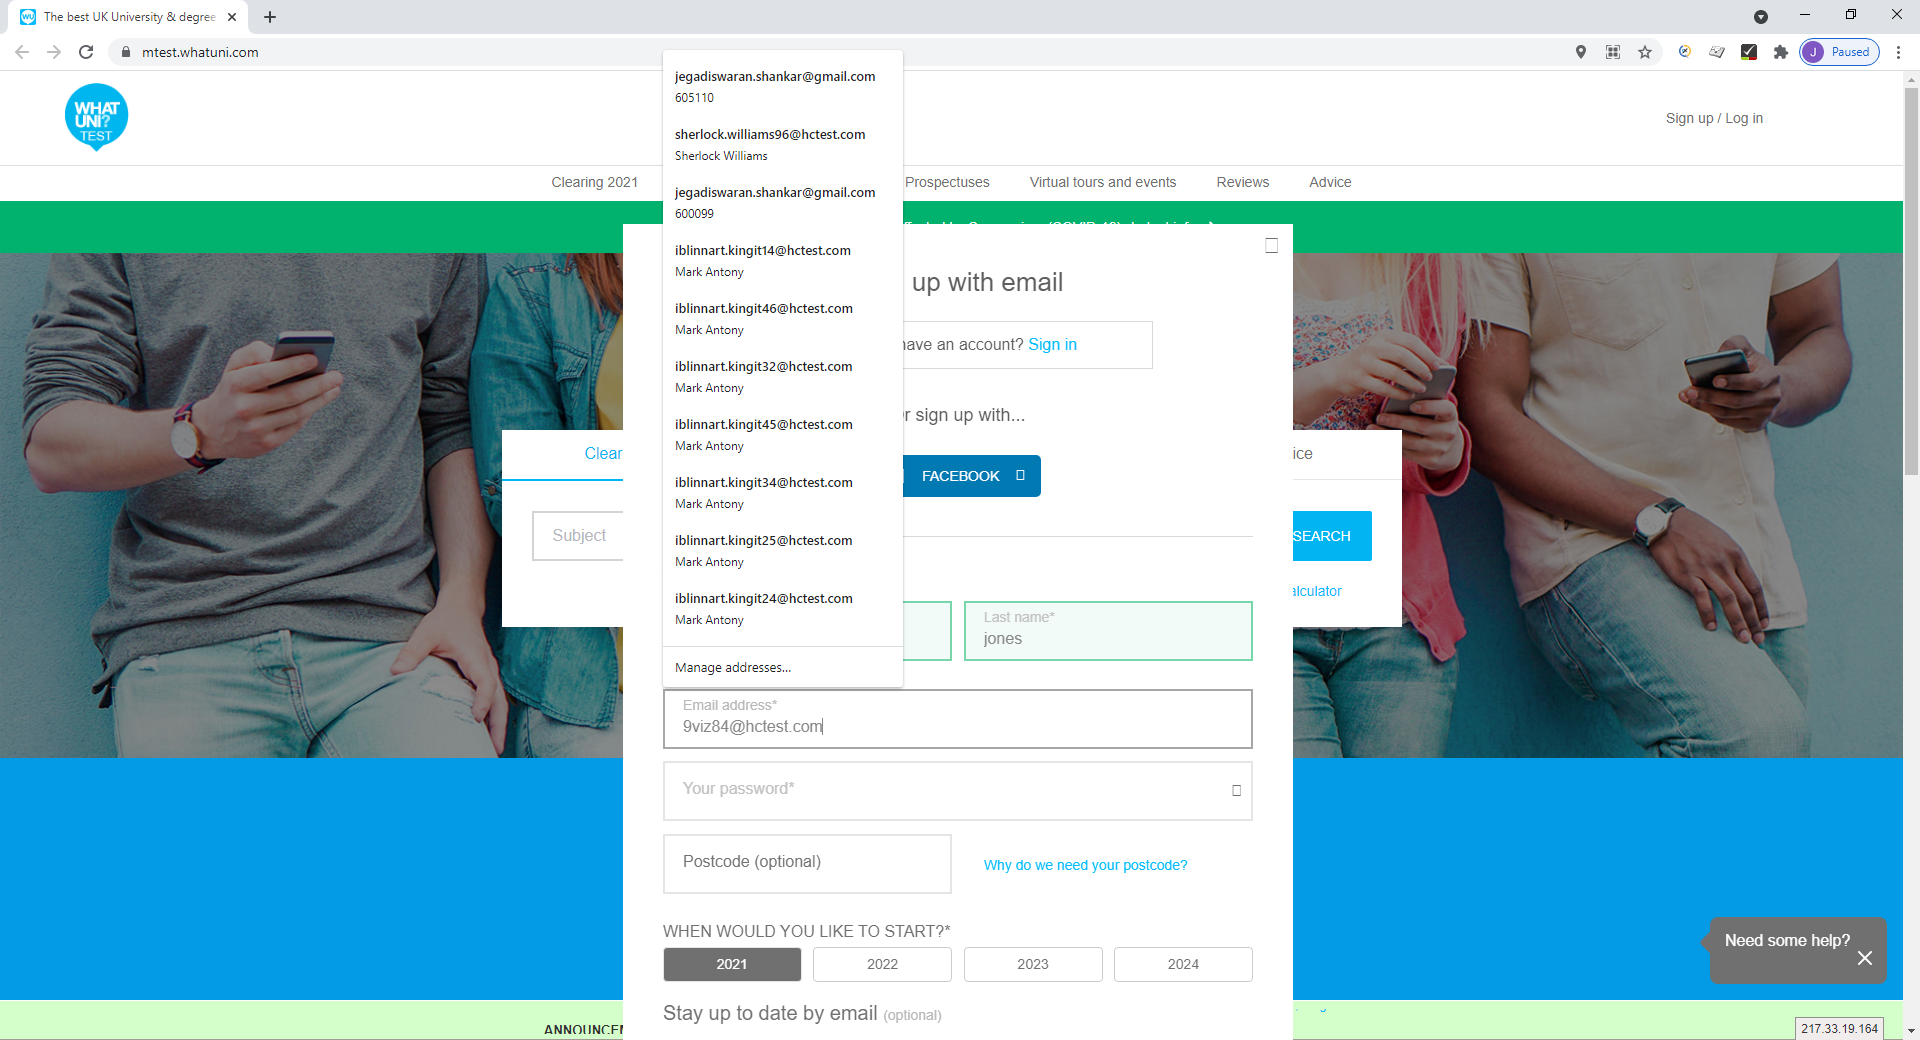 The best UK University & degree
mtest.whatuni.com
J Paused
WHAT
UNI?
TEST
Sign up / Log in
Clearing 2021
Prospectuses
Virtual tours and events
Reviews
Advice
jegadiswaran.shankar@gmail.com
605110
sherlock.williams96@hctest.com
Sherlock Williams
jegadiswaran.shankar@gmail.com
600099
iblinnart.kingit14@hctest.com
Mark Antony
iblinnart.kingit46@hctest.com
Mark Antony
iblinnart.kingit32@hctest.com
Mark Antony
iblinnart.kingit45@hctest.com
Mark Antony
iblinnart.kingit34@hctest.com
Mark Antony
iblinnart.kingit25@hctest.com
Mark Antony
iblinnart.kingit24@hctest.com
Mark Antony
Manage addresses...
up with email
have an account? Sign in
sign up with...
FACEBOOK
Clear
ice
Subject
SEARCH
alculator
Last name*
jones
Email address*
9viz84@hctest.com
Your password*
Postcode (optional)
Why do we need your postcode?
WHEN WOULD YOU LIKE TO START?*
2021
2022
2023
2024
Stay up to date by email (optional)
Need some help?
ANNOUNCEM
217.33.19.164